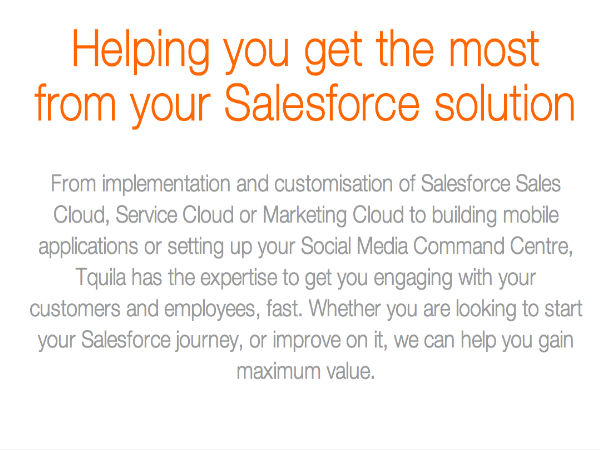 Helping you get the most
from your Salesforce solution
From implementation and customisation of Salesforce Sales
Cloud, Service Cloud or Marketing Cloud to building mobile
applications or setting up your Social Media Command Centre,
Tquila has the expertise to get you engaging with your
customers and employees, fast. Whether you are looking to start
your Salesforce journey, or improve on it, we can help you gain
maximum value.